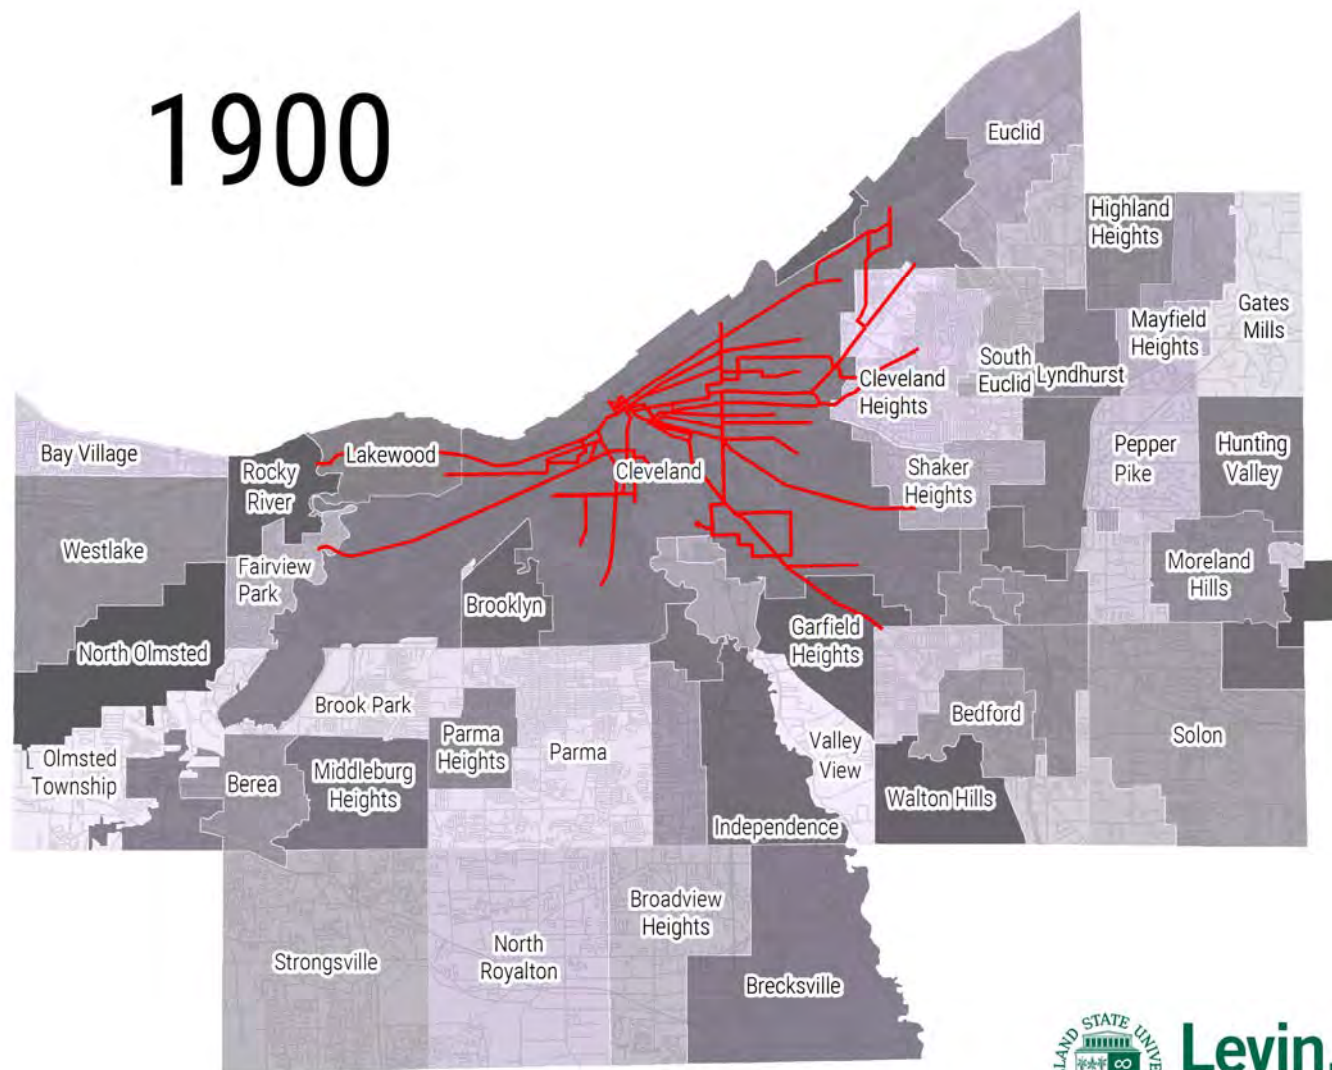 1900
Euclid
Highland
Heights
Gates
Mills
Mayfield
Heights
South
Euclid
Lyndhurst
Cleveland
Heights
Bay Village
Rocky
River
Lakewood
Cleveland
Shaker
Heights
Pepper
Pike
Hunting
Valley
Westlake
Fairview
Park
Brooklyn
Moreland
Hills
North Olmsted
Garfield
Heights
Brook Park
Bedford
Solon
Olmsted
Township
Berea
Middleburg
Heights
Parma
Heights
Parma
Valley
View
Walton Hills
Independence
Broadview
Heights
Strongsville
North
Royalton
Brecksville
LAND STATE UNIVE
Levin.